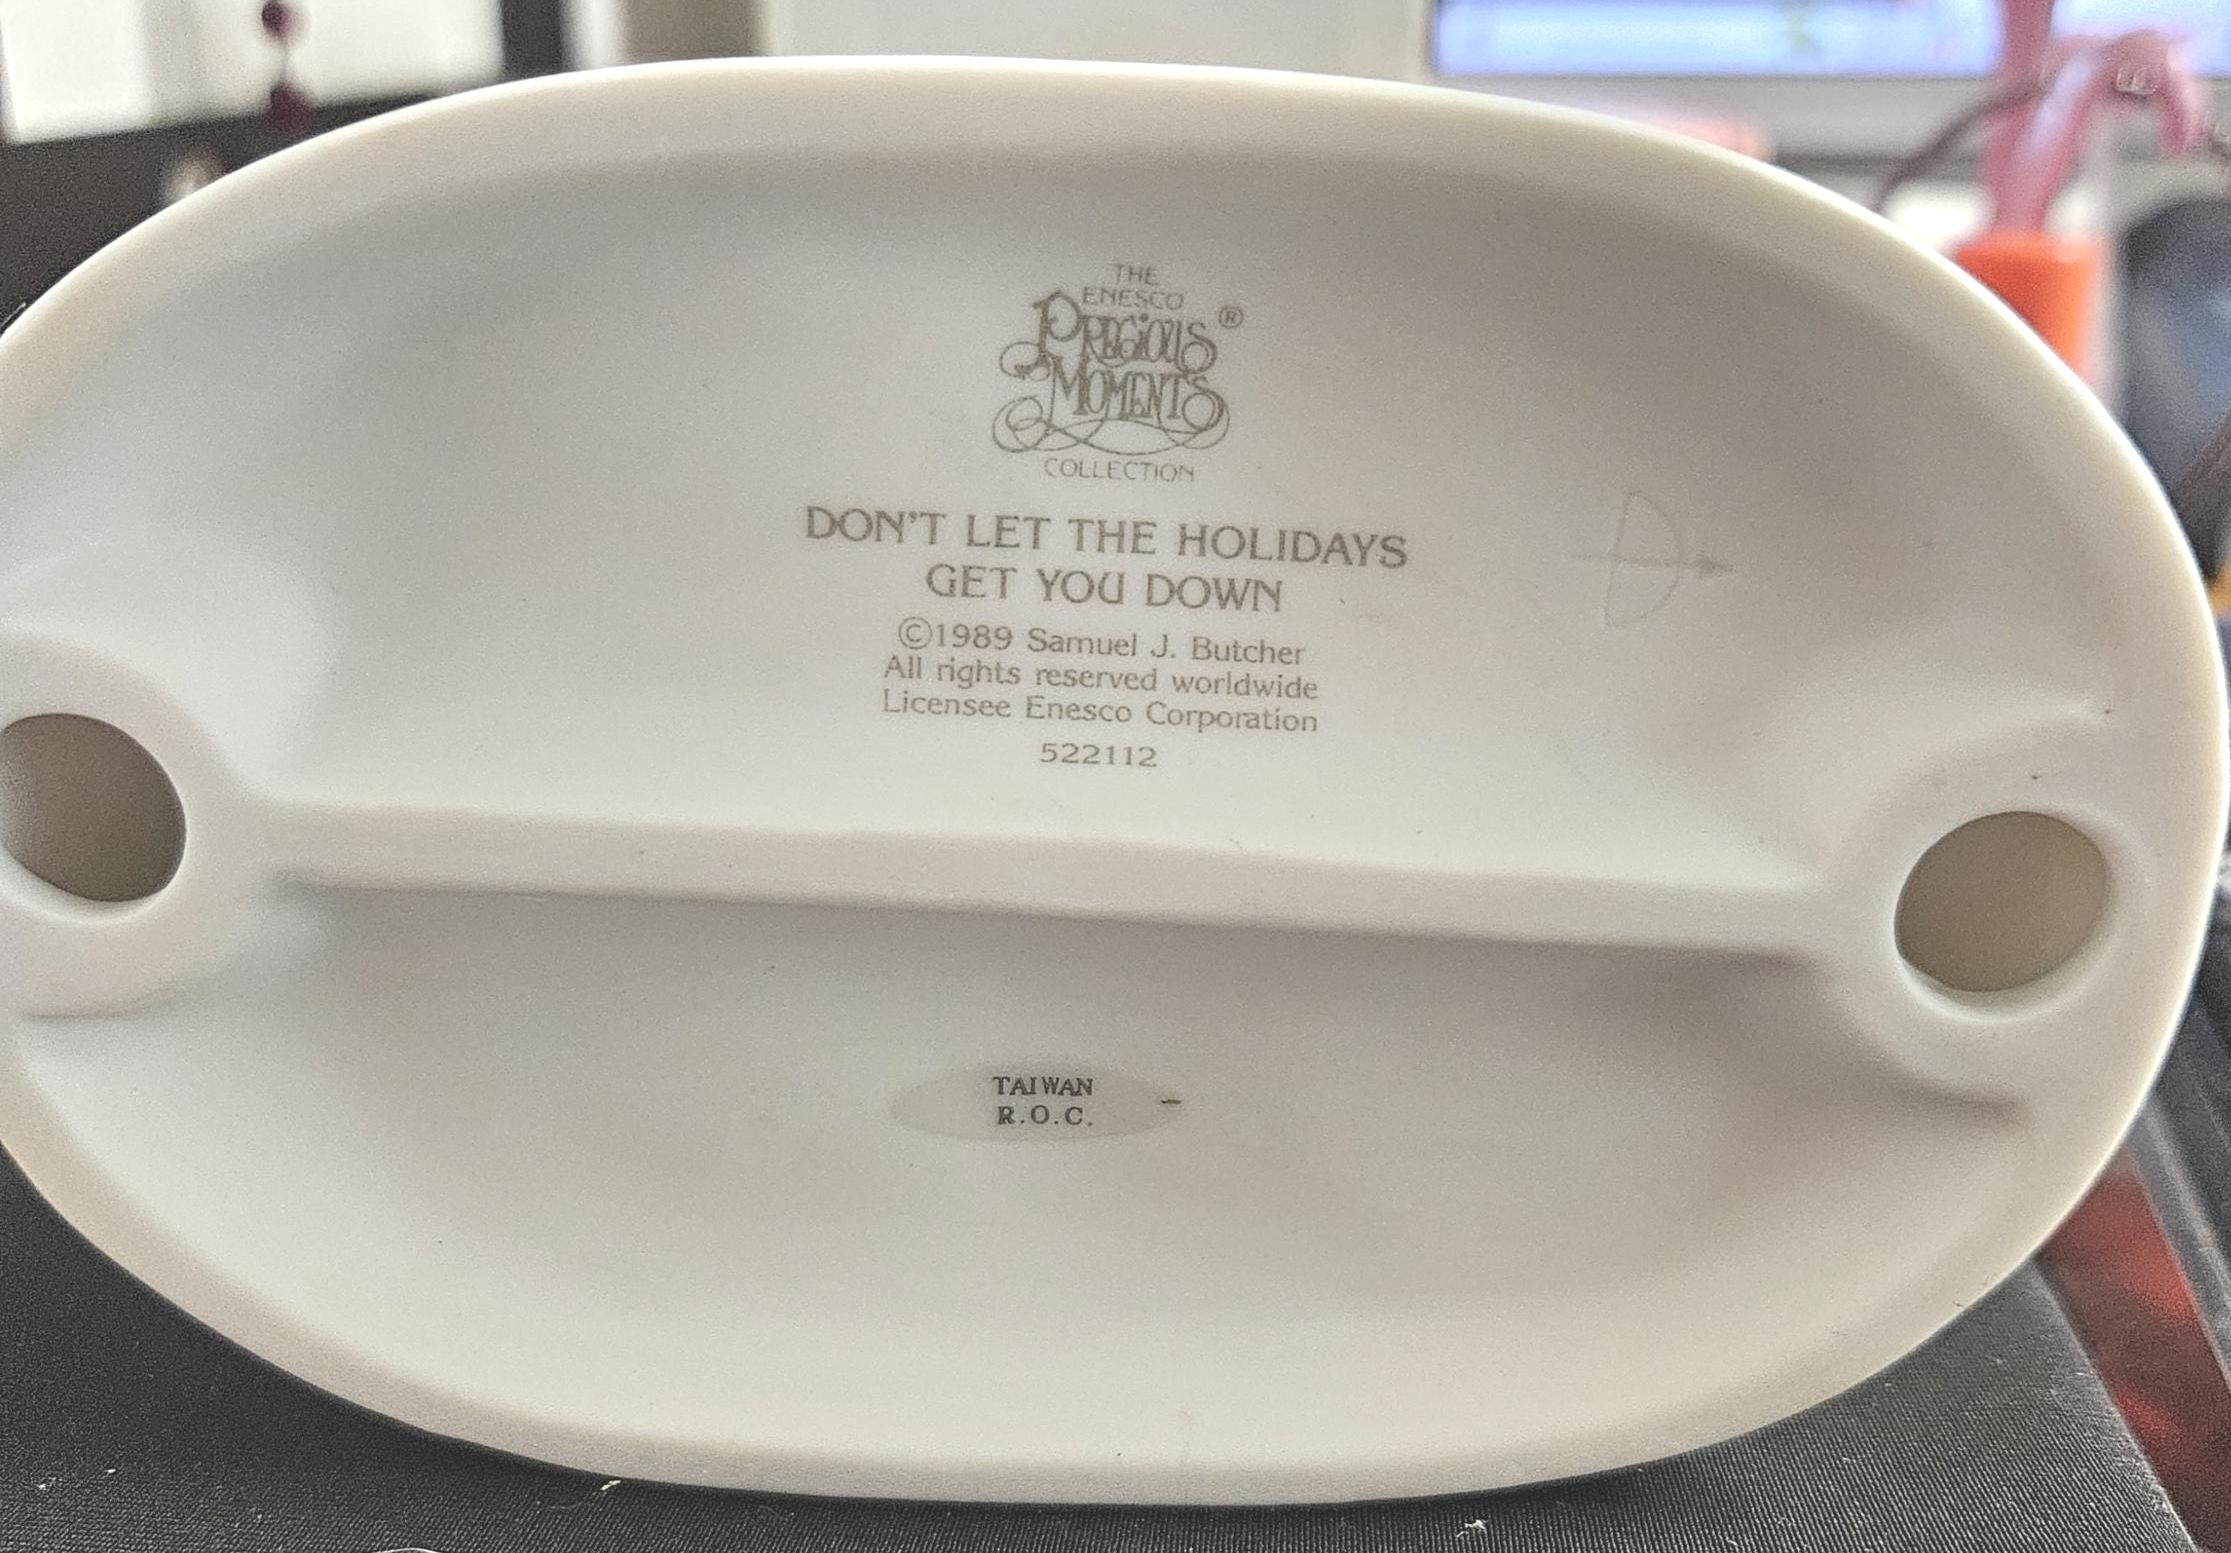 THE
ENESCO
PRECIOUS ®
MOMENTS
COLLECTION
DON'T LET THE HOLIDAYS
GET YOU DOWN
©1989 Samuel J. Butcher
All rights reserved worldwide
Licensee Enesco Corporation
522112
TAIWAN
R.O.C.